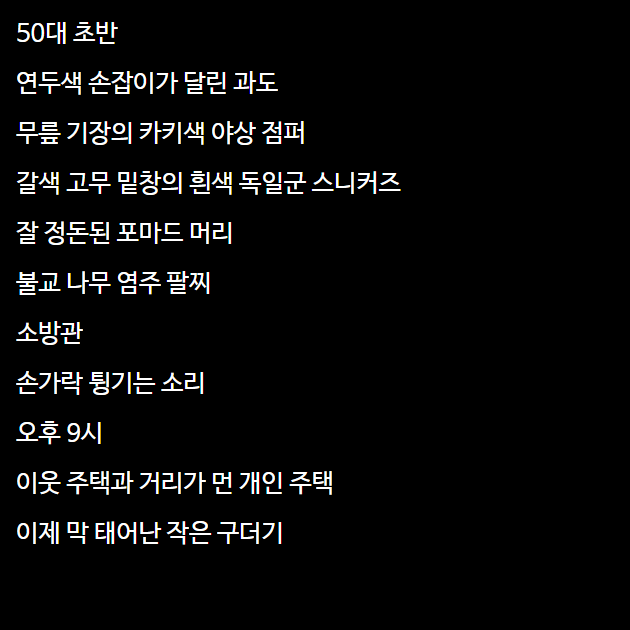 50대 초반
연두색 손잡이가 달린 과도
무릎 기장의 카키색 야상 점퍼
갈색 고무 밑창의 흰색 독일군 스니커즈
잘 정돈된 포마드 머리
불교 나무 염주 팔찌
소방관
손가락 튕기는 소리
오후 9시
이웃 주택과 거리가 먼 개인 주택
이제 막 태어난 작은 구더기